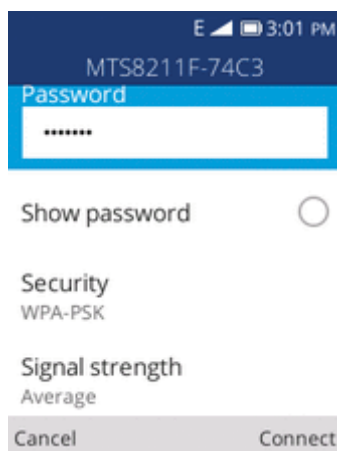 E 3:01 PM
MTS8211F-74C3
Password
•••••••
Show password
Security
WPA-PSK
Signal strength
Average
Cancel Connect